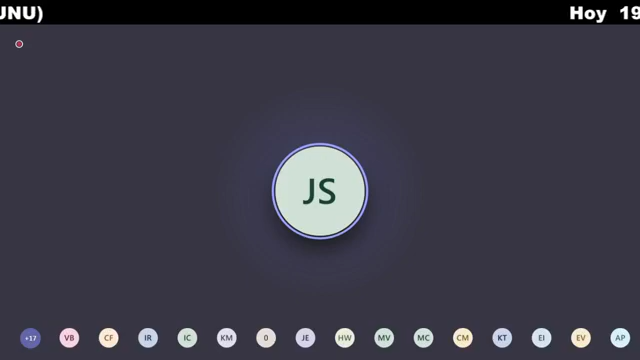 JNU) Hoy 19
JS
+17 VB CF IR IC KM 0 JE HW MV MC CM KT EI EV AP